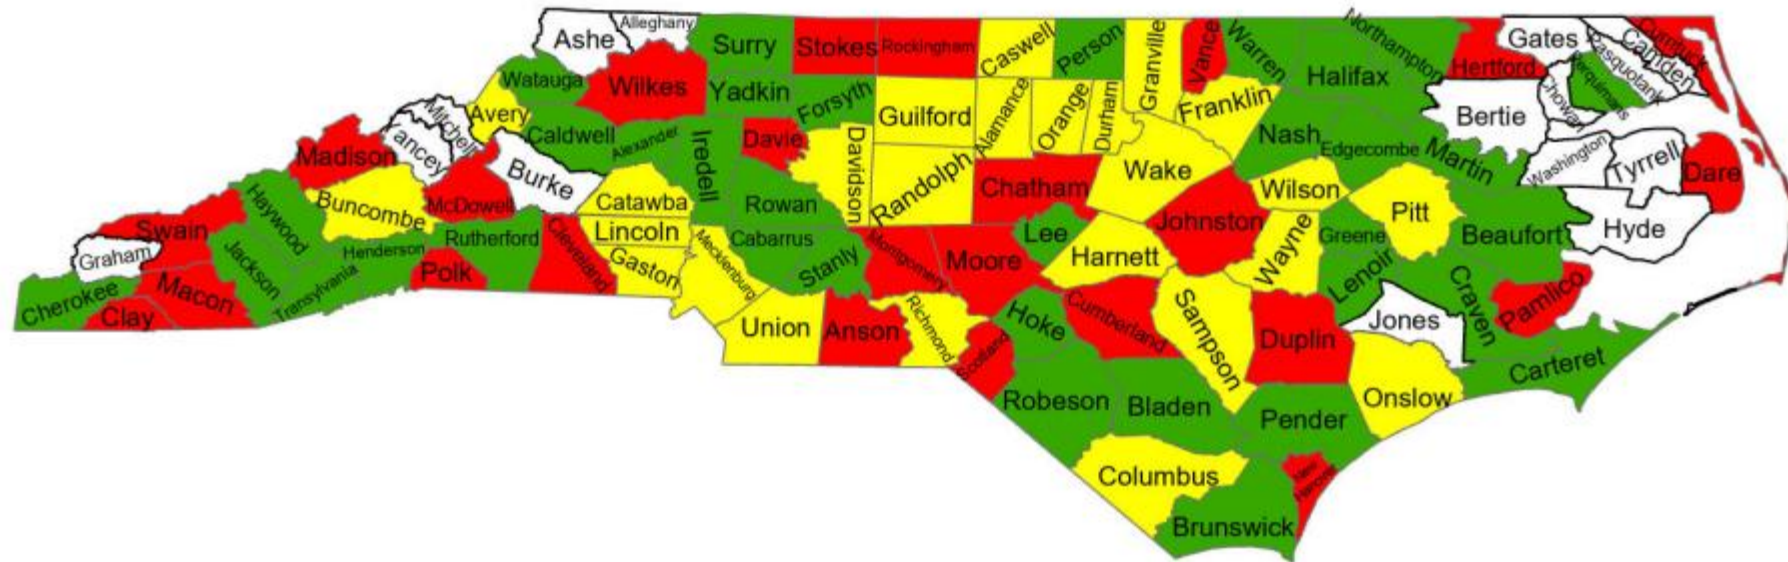 Ashe
Alleghany
Surry
Stokes
Rockingham
Caswell
Person
Granville
Vance
Warren
Northampton
Halifax
Hertford
Gates
Currituck
Camden
Pasquotank
Perquimans
Chowan
Bertie
Watauga
Wilkes
Yadkin
Forsyth
Guilford
Alamance
Orange
Durham
Franklin
Nash
Edgecombe
Martin
Washington
Tyrrell
Dare
Avery
Mitchell
Yancey
Caldwell
Alexander
Iredell
Davie
Davidson
Randolph
Chatham
Wake
Wilson
Pitt
Beaufort
Hyde
Madison
Burke
McDowell
Buncombe
Haywood
Swain
Graham
Catawba
Rowan
Lincoln
Rutherford
Cleveland
Gaston
Mecklenburg
Cabarrus
Stanly
Montgomery
Moore
Lee
Harnett
Johnston
Wayne
Greene
Lenoir
Craven
Pamlico
Henderson
Jackson
Transylvania
Polk
Cherokee
Macon
Clay
Union
Anson
Richmond
Scotland
Hoke
Cumberland
Sampson
Duplin
Jones
Carteret
Onslow
Robeson
Bladen
Pender
Columbus
New
Hanover
Brunswick